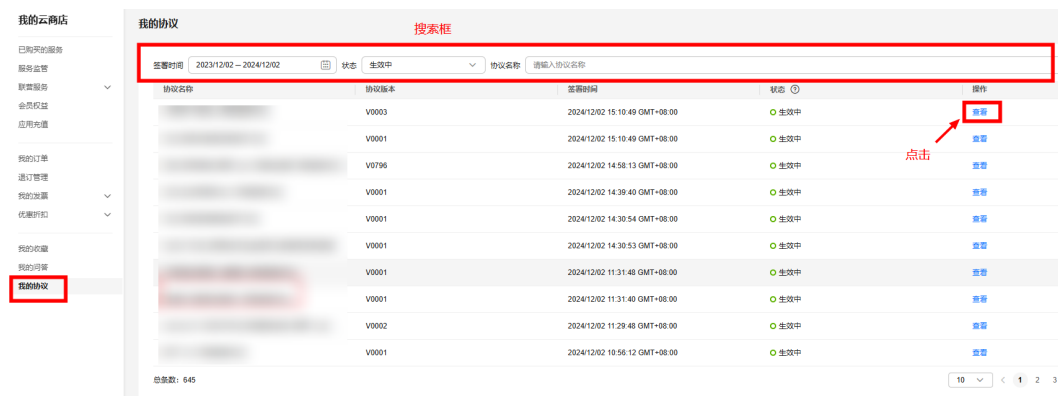 我的云商店
已购买的服务
服务监管
联营服务
会员权益
应用充值
我的订单
退订管理
我的发票
优惠折扣
我的收藏
我的问答
我的协议
我的协议
搜索框
签署时间 2023/12/02 – 2024/12/02 状态 生效中 协议名称 请输入协议名称
协议名称 协议版本 签署时间 状态 ? 操作
V0003 2024/12/02 15:10:49 GMT+08:00 生效中 查看
V0001 2024/12/02 15:10:49 GMT+08:00 生效中 查看
点击
V0796 2024/12/02 14:58:13 GMT+08:00 生效中 查看
V0001 2024/12/02 14:39:40 GMT+08:00 生效中 查看
V0001 2024/12/02 14:30:54 GMT+08:00 生效中 查看
V0001 2024/12/02 14:30:53 GMT+08:00 生效中 查看
V0001 2024/12/02 11:31:48 GMT+08:00 生效中 查看
V0001 2024/12/02 11:31:40 GMT+08:00 生效中 查看
V0002 2024/12/02 11:29:48 GMT+08:00 生效中 查看
V0001 2024/12/02 10:56:12 GMT+08:00 生效中 查看
总条数: 645 10 < 1 2 3